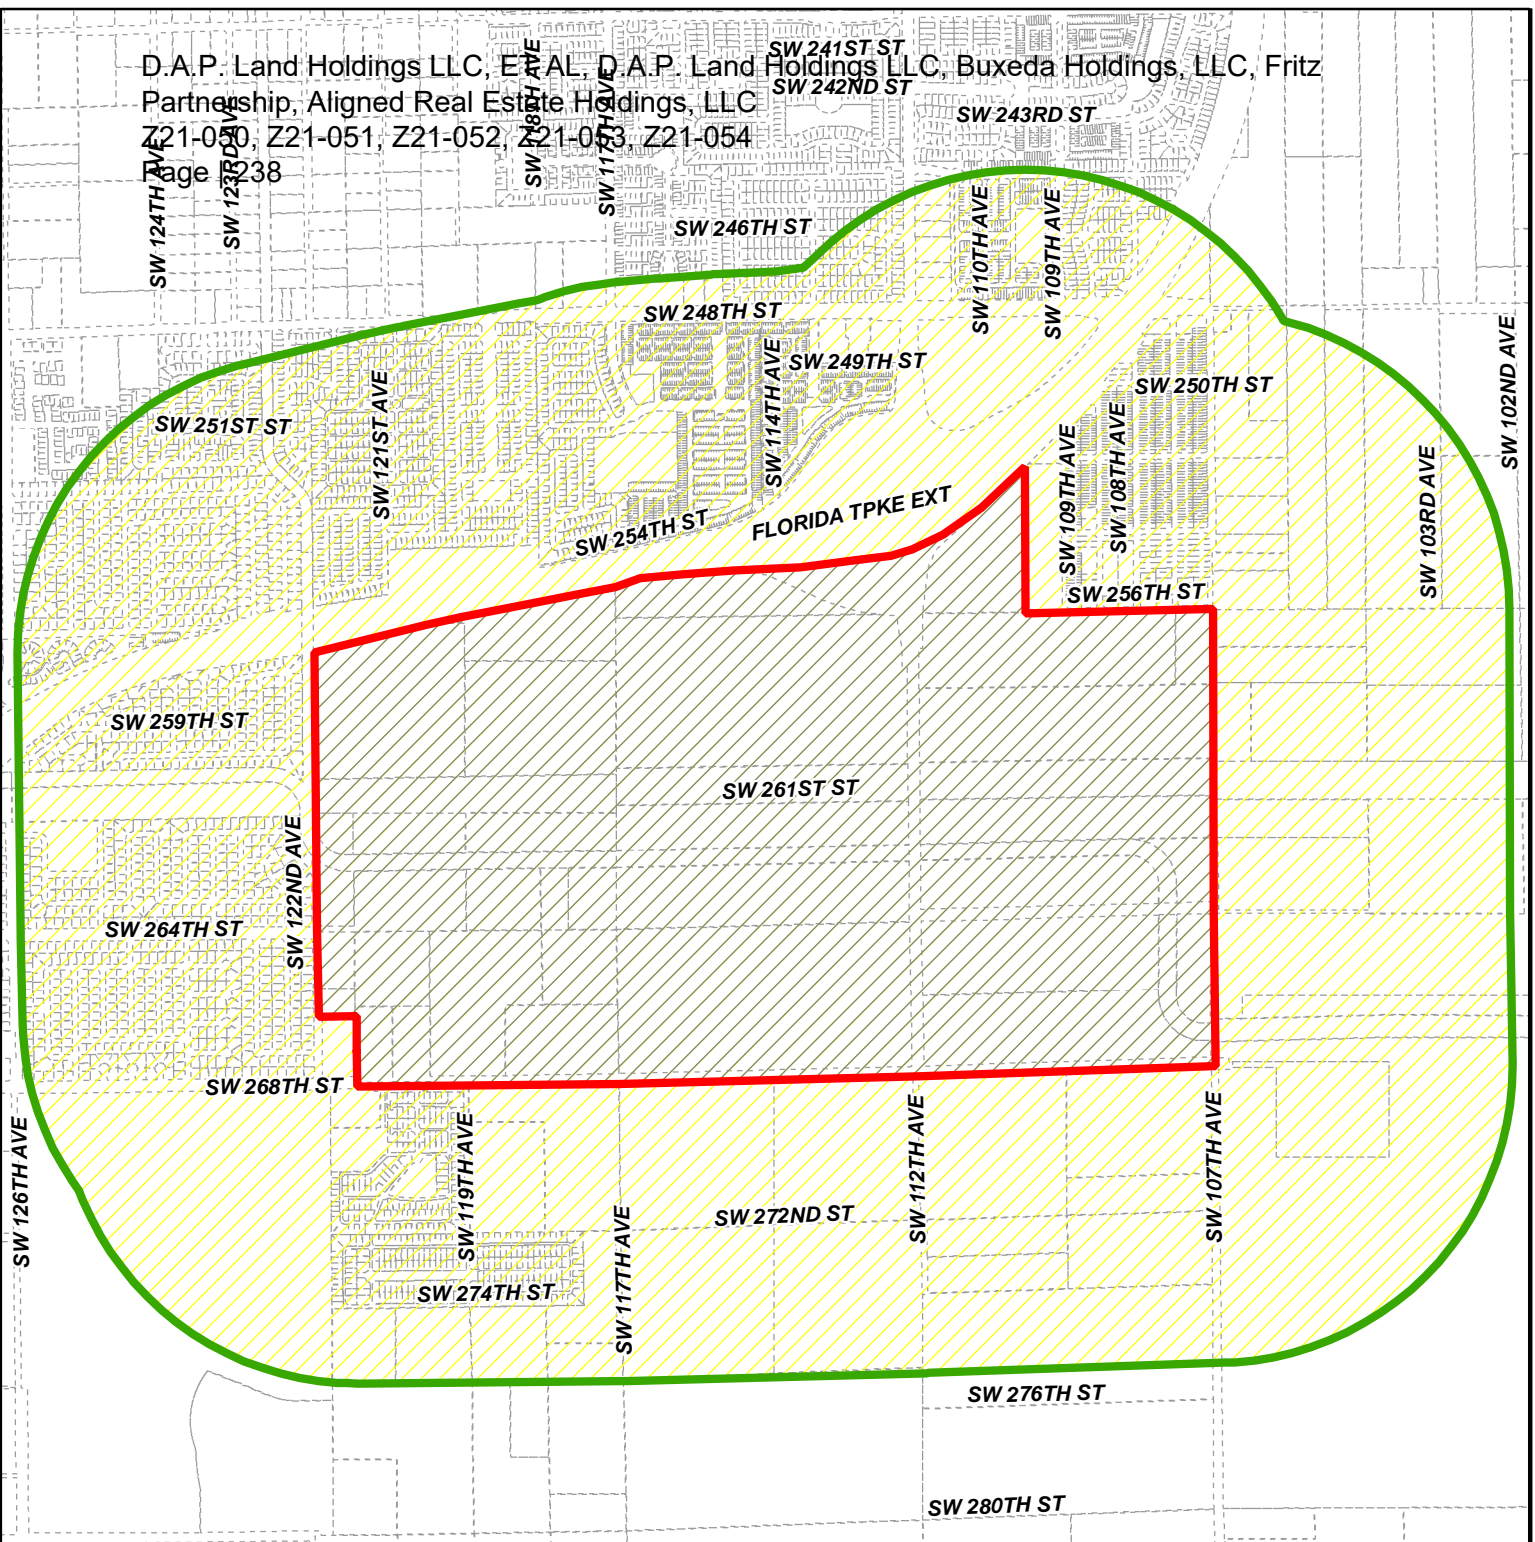 D.A.P. Land Holdings LLC, ET AL, D.A.P. Land Holdings LLC, Buxeda Holdings, LLC, Fritz
Partnership, Aligned Real Estate Holdings, LLC
Z21-050, Z21-051, Z21-052, Z21-053, Z21-054
SW 241ST ST
SW 242ND ST
SW 243RD ST
SW 118TH AVE
SW 117TH AVE
SW 124TH AVE
SW 123RD AVE
SW 246TH ST
SW 110TH AVE
SW 109TH AVE
SW 248TH ST
SW 249TH ST
SW 114TH AVE
SW 250TH ST
SW 102ND AVE
SW 251ST ST
SW 121ST AVE
SW 109TH AVE
SW 108TH AVE
SW 103RD AVE
SW 254TH ST
FLORIDA TPKE EXT
SW 256TH ST
SW 259TH ST
SW 261ST ST
SW 122ND AVE
SW 264TH ST
SW 268TH ST
SW 126TH AVE
SW 119TH AVE
SW 112TH AVE
SW 107TH AVE
SW 272ND ST
SW 117TH AVE
SW 274TH ST
SW 276TH ST
SW 280TH ST